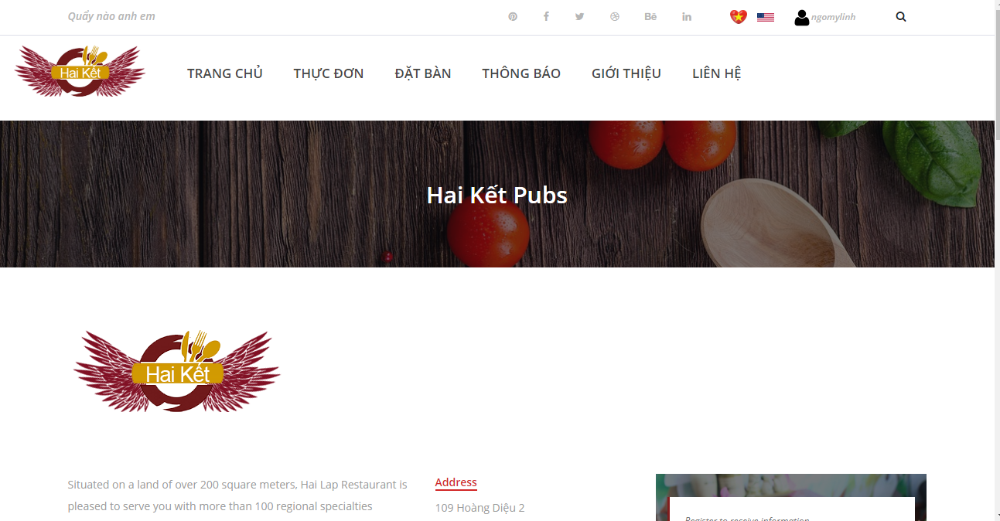 Quẩy nào anh em
Bē
in
ngomylinh
Hai Kết
TRANG CHỦ
THỰC ĐƠN
ĐẶT BÀN
THÔNG BÁO
GIỚI THIỆU
LIÊN HỆ
Hai Kết Pubs
Hai Kết
Situated on a land of over 200 square meters, Hai Lap Restaurant is
pleased to serve you with more than 100 regional specialties
Address
109 Hoàng Diệu 2
Register to receive information